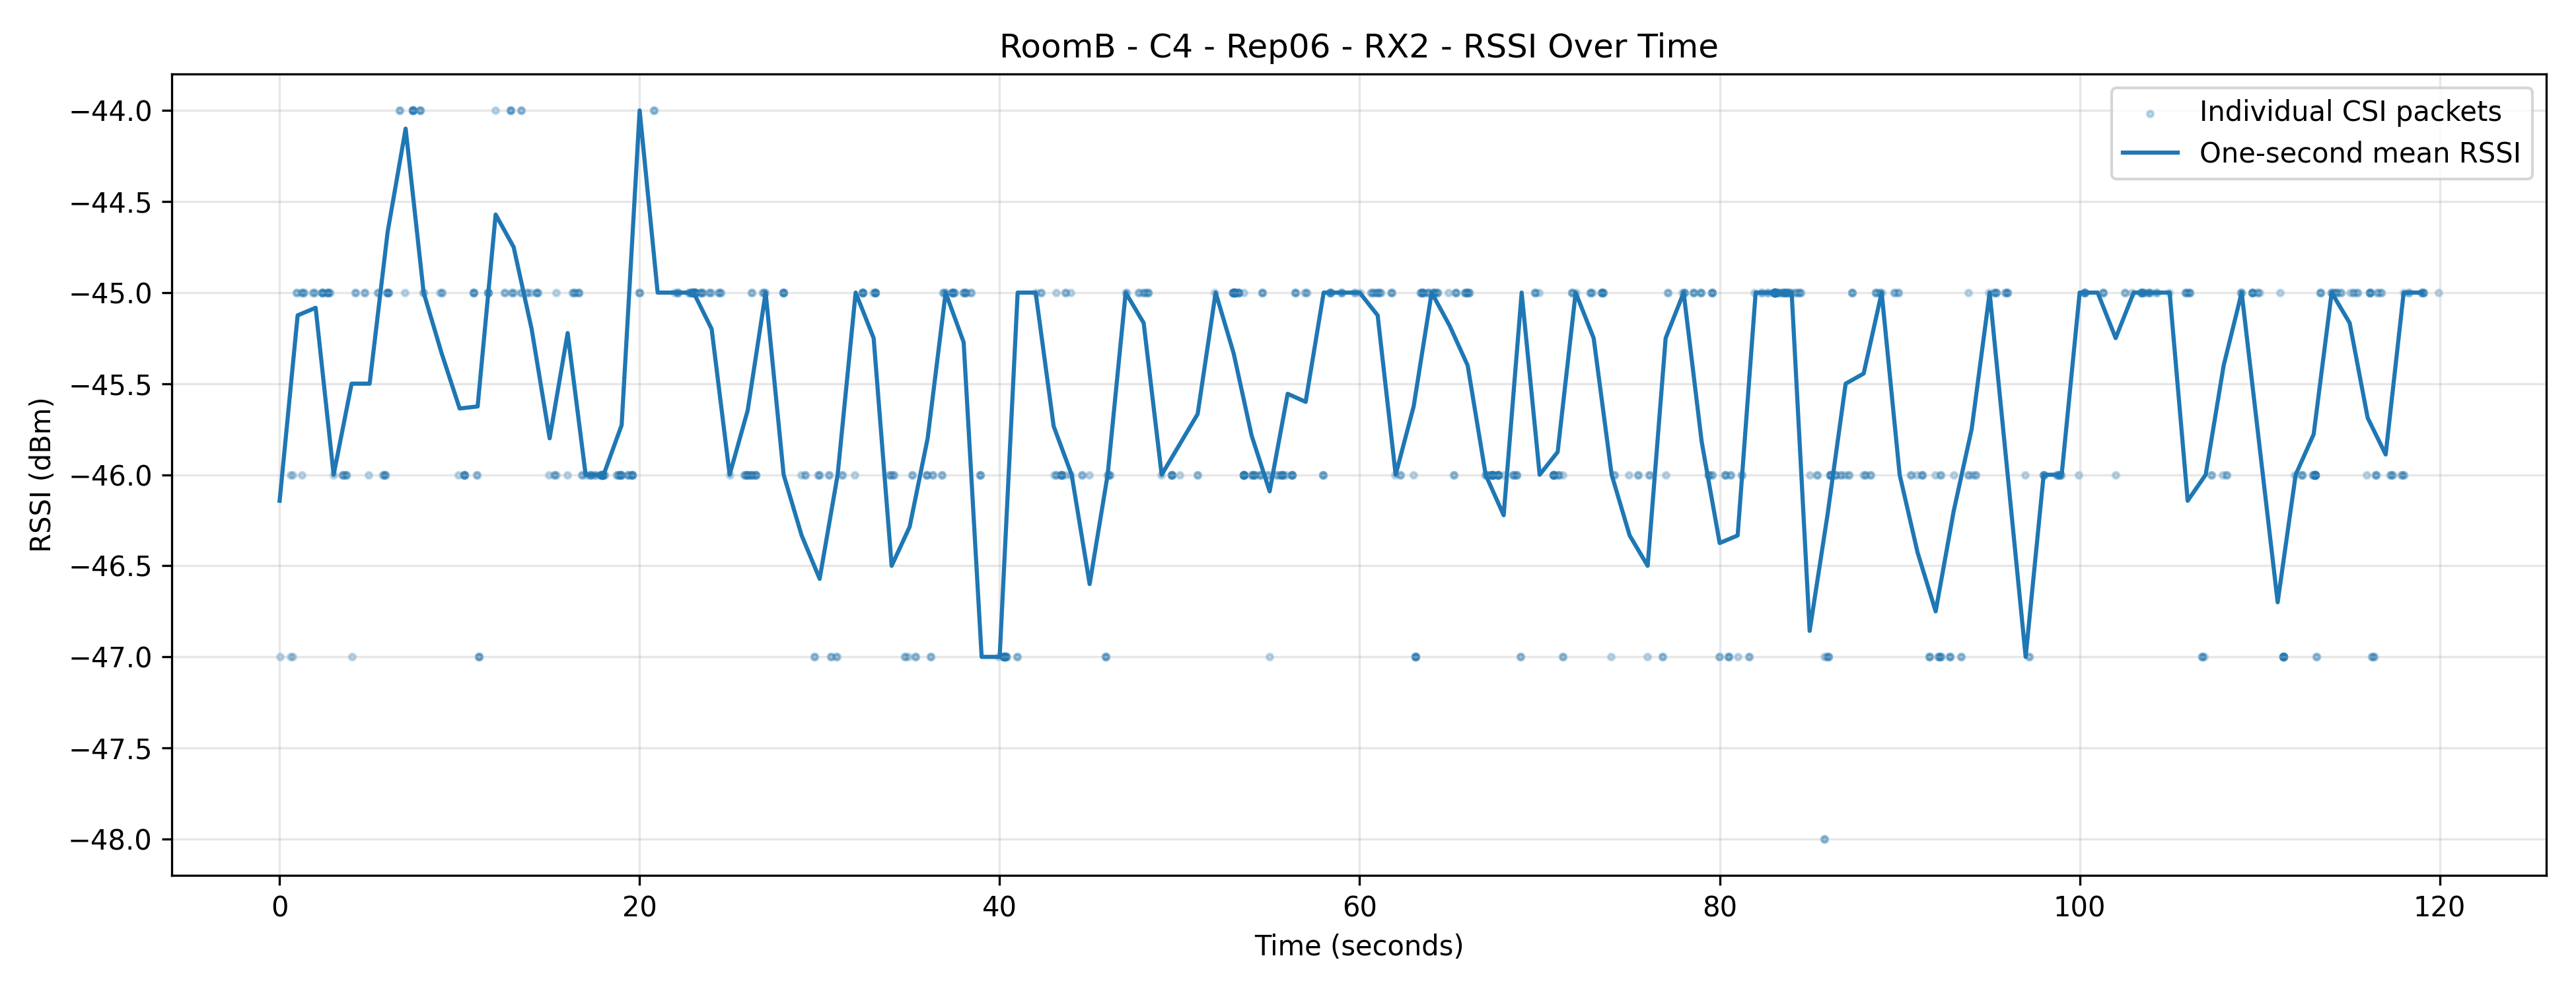 RoomB - C4 - Rep06 - RX2 - RSSI Over Time
Individual CSI packets
One-second mean RSSI
RSSI (dBm)
−44.0
−44.5
−45.0
−45.5
−46.0
−46.5
−47.0
−47.5
−48.0
0 20 40 60 80 100 120
Time (seconds)